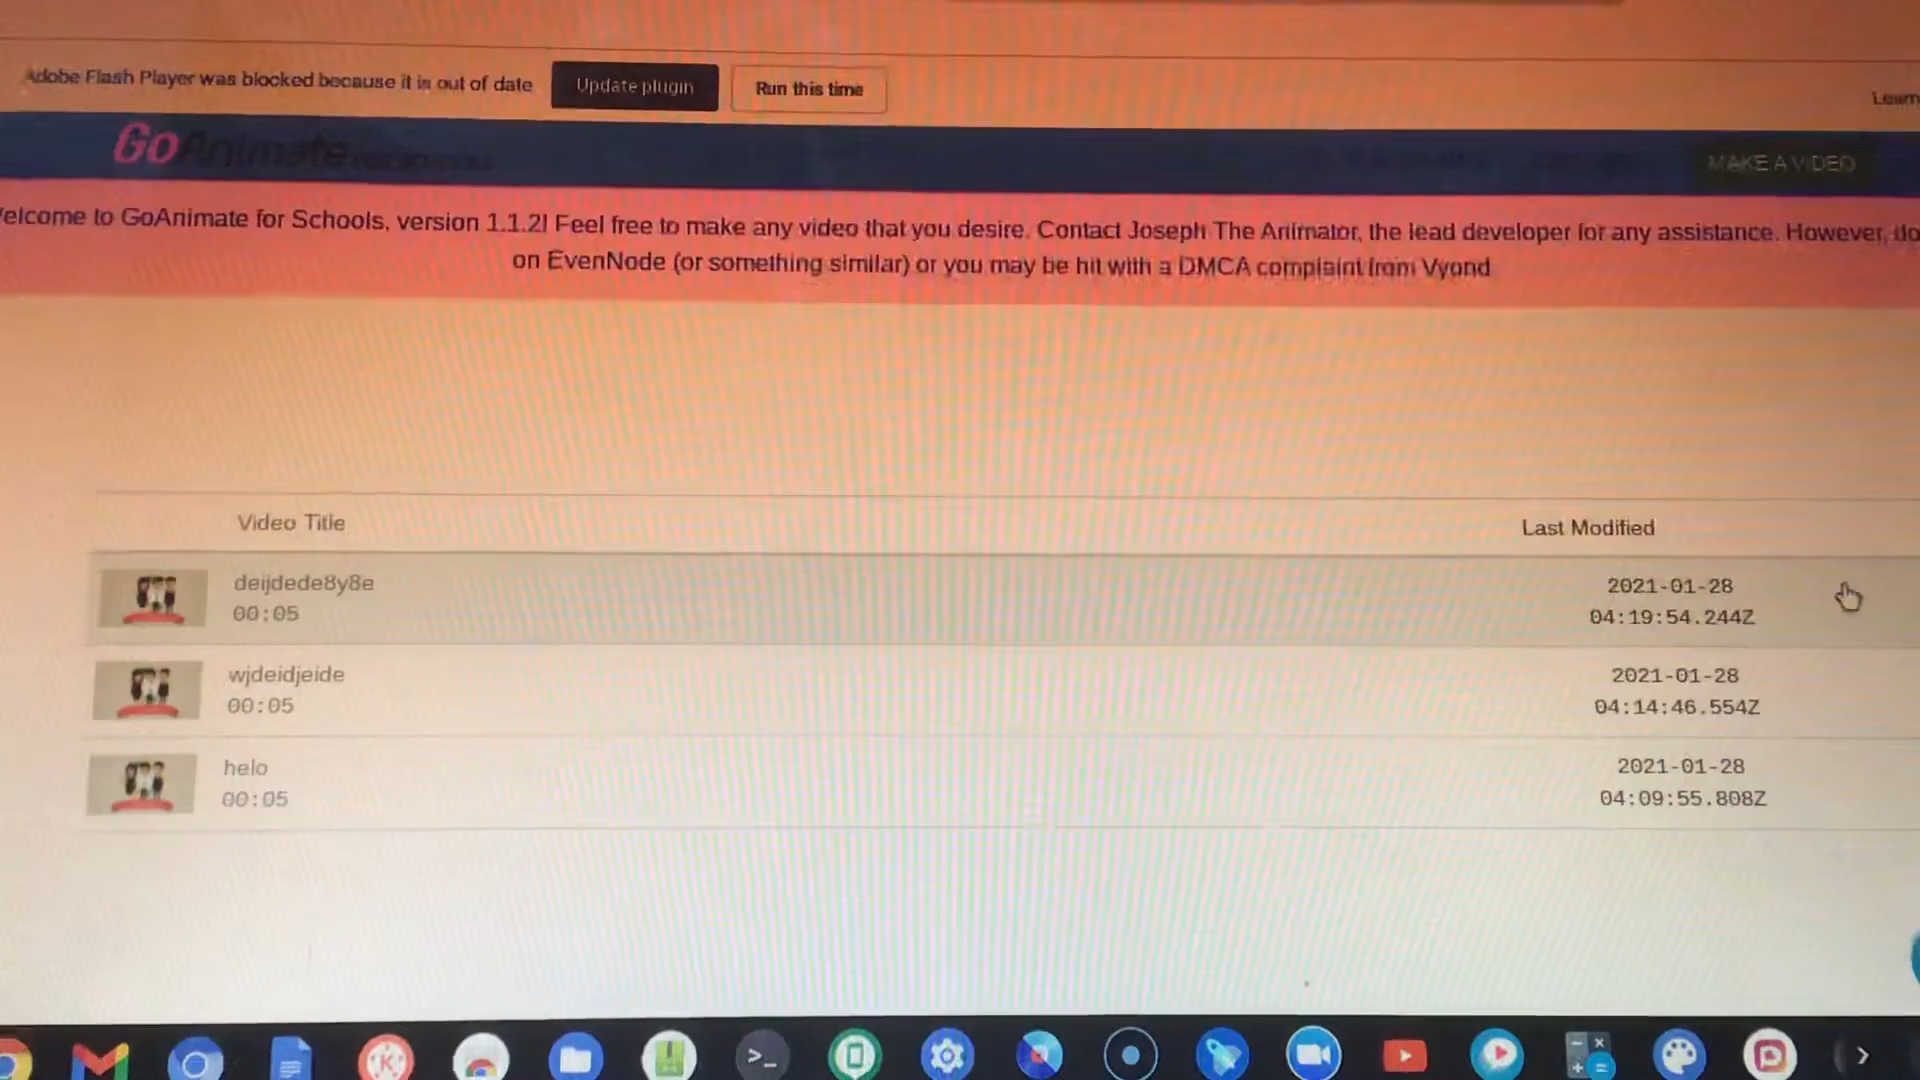 Adobe Flash Player was blocked because it is out of date
Update plugin
Run this time
Learn
GoAnimate
MAKE A VIDEO
elcome to GoAnimate for Schools, version 1.1.2! Feel free to make any video that you desire. Contact Joseph The Animator, the lead developer for any assistance. However, do
on EvenNode (or something similar) or you may be hit with a DMCA complaint from Vyond
Video Title
Last Modified
deijdede8y8e
00:05
2021-01-28
04:19:54.244Z
wjdeidjeide
00:05
2021-01-28
04:14:46.554Z
helo
00:05
2021-01-28
04:09:55.808Z